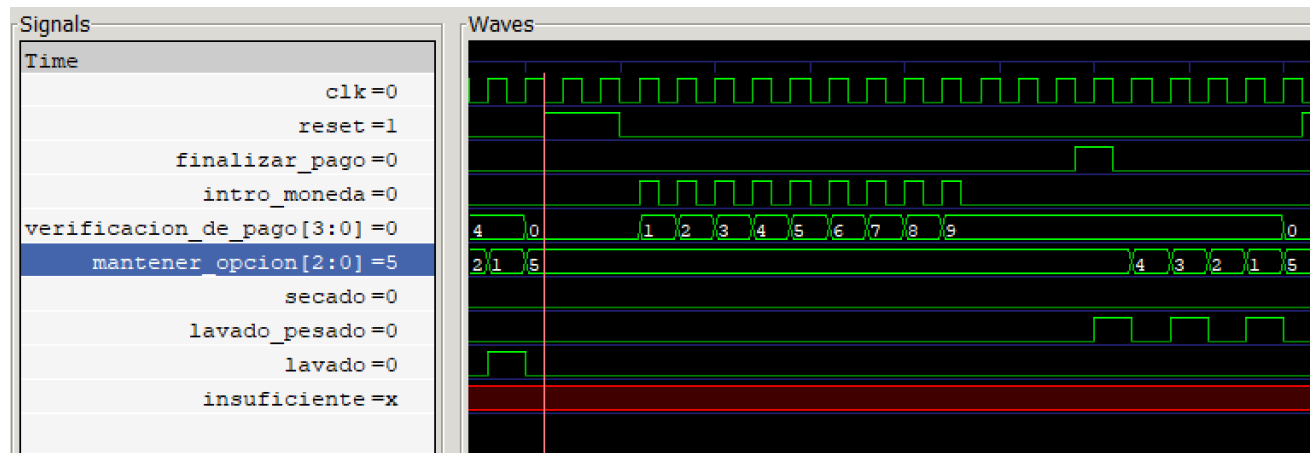 Signals
Waves
Time
clk=0
reset=1
finalizar_pago=0
intro_moneda=0
verificacion_de_pago[3:0]=0
4 0 1 2 3 4 5 6 7 8 9 0
mantener_opcion[2:0]=5
2 1 5 4 3 2 1 5
secado=0
lavado_pesado=0
lavado=0
insuficiente=x